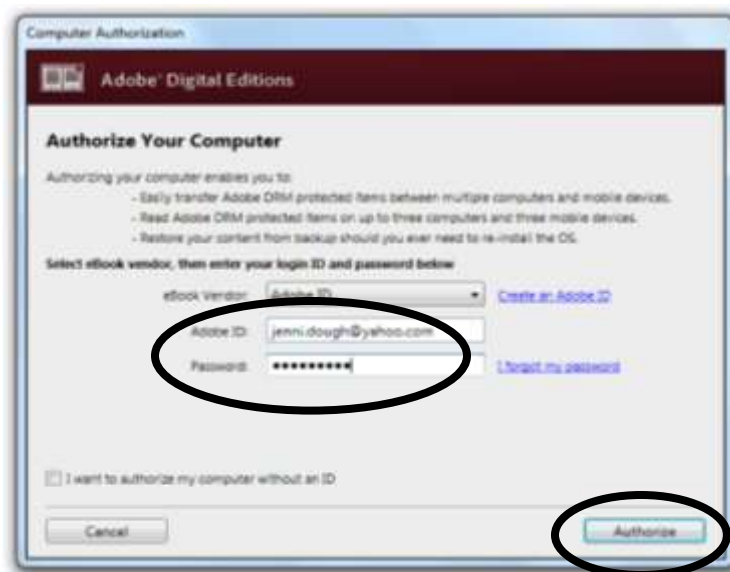 Computer Authorization
Adobe® Digital Editions
Authorize Your Computer
Authorizing your computer enables you to:
- Easily transfer Adobe DRM protected items between multiple computers and mobile devices.
- Read Adobe DRM protected items on up to three computers and three mobile devices.
- Restore your content from backup should you ever need to re-install the OS.
Select eBook vendor, then enter your login ID and password below
eBook Vendor: Adobe ID Create an Adobe ID
Adobe ID: jenni.dough@yahoo.com
Password: ●●●●●●●●● I forgot my password
I want to authorize my computer without an ID
Cancel Authorize